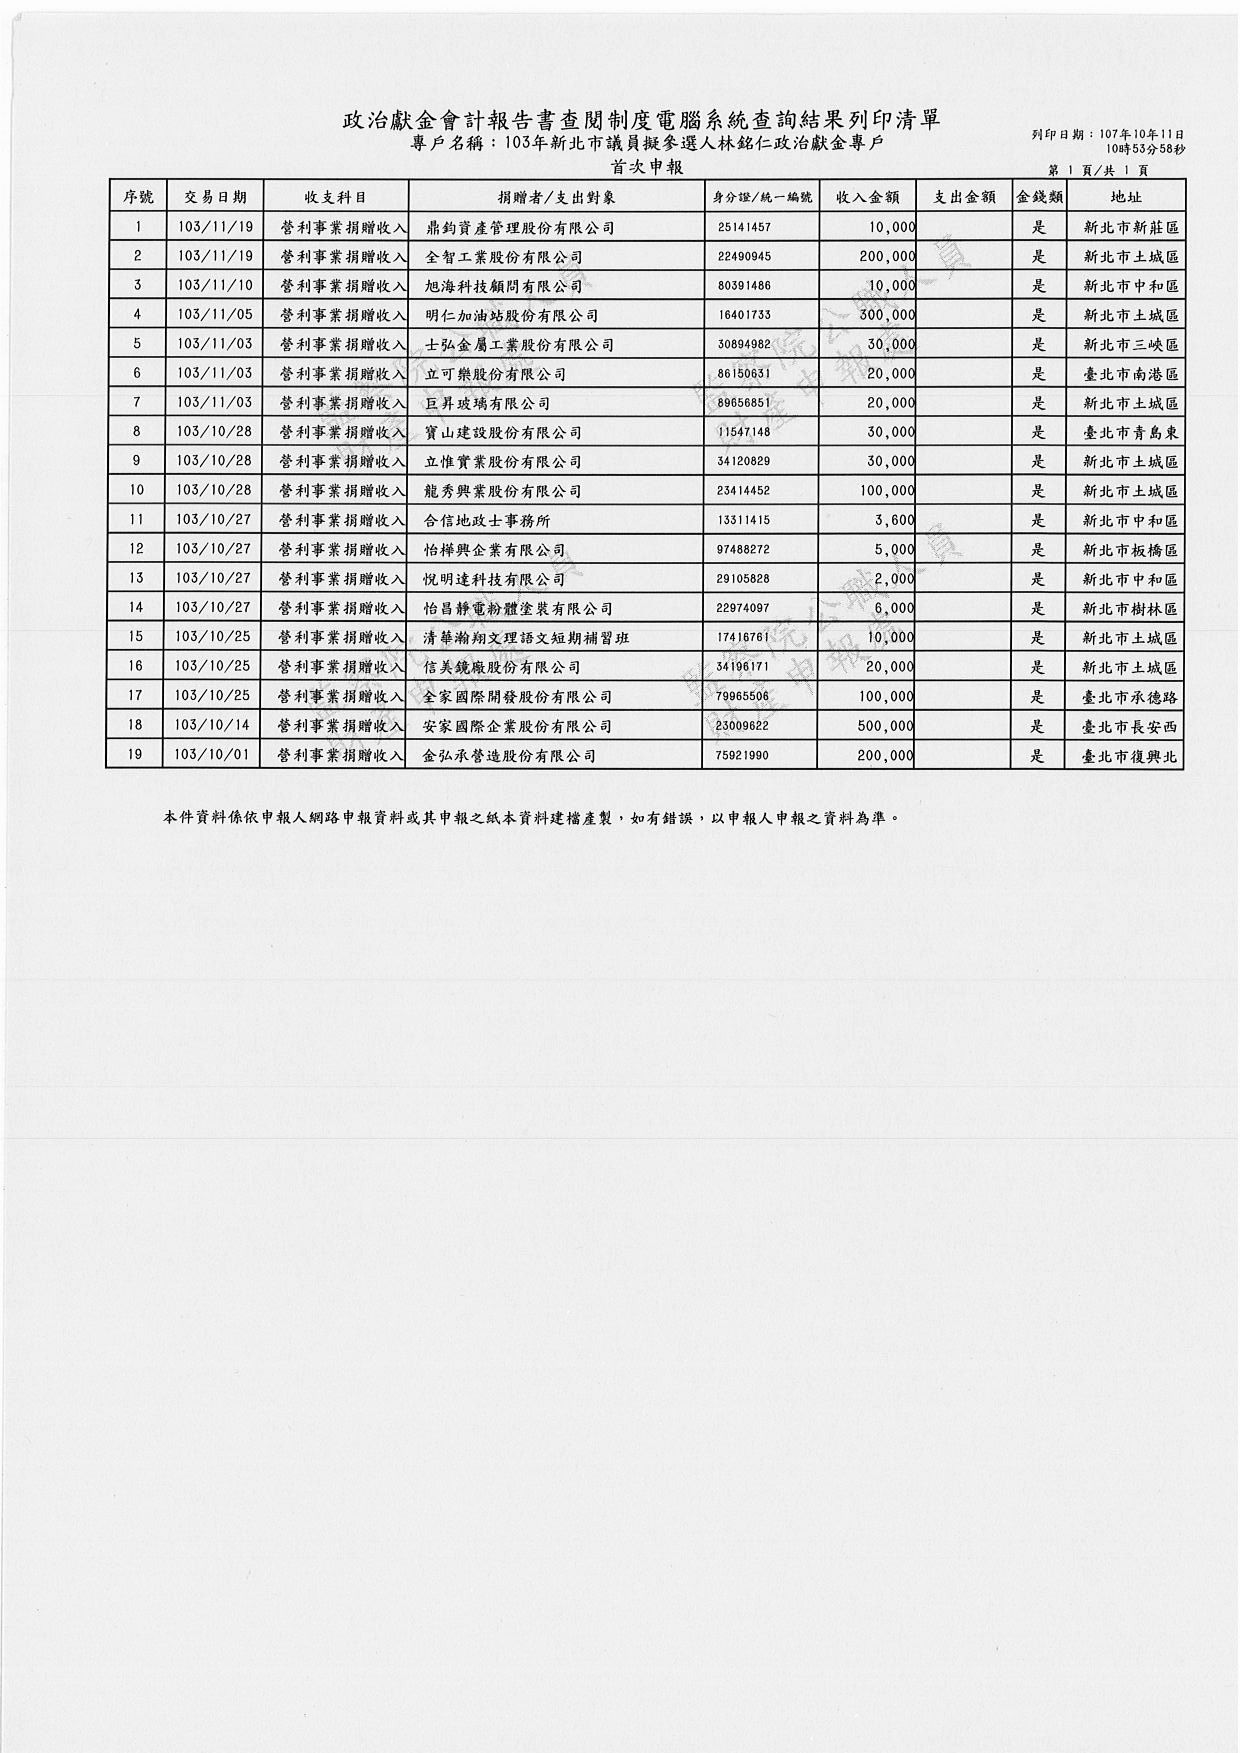 政治獻金會計報告書查閱制度電腦系統查詢結果列印清單
專戶名稱：103年新北市議員擬參選人林銘仁政治獻金專戶
首次申報
列印日期：107年10年11日
10時53分58秒
第 1 頁/共 1 頁
序號 交易日期 收支科目 捐贈者/支出對象 身分證/統一編號 收入金額 支出金額 金錢類 地址
1 103/11/19 營利事業捐贈收入 鼎鈞資產管理股份有限公司 25141457 10,000 是 新北市新莊區
2 103/11/19 營利事業捐贈收入 全智工業股份有限公司 22490945 200,000 是 新北市土城區
3 103/11/10 營利事業捐贈收入 旭海科技顧問有限公司 80391486 10,000 是 新北市中和區
4 103/11/05 營利事業捐贈收入 明仁加油站股份有限公司 16401733 300,000 是 新北市土城區
5 103/11/03 營利事業捐贈收入 士弘金屬工業股份有限公司 30894982 30,000 是 新北市三峽區
6 103/11/03 營利事業捐贈收入 立可樂股份有限公司 86150631 20,000 是 臺北市南港區
7 103/11/03 營利事業捐贈收入 巨昇玻璃有限公司 89656851 20,000 是 新北市土城區
8 103/10/28 營利事業捐贈收入 寶山建設股份有限公司 11547148 30,000 是 臺北市青島東
9 103/10/28 營利事業捐贈收入 立惟實業股份有限公司 34120829 30,000 是 新北市土城區
10 103/10/28 營利事業捐贈收入 龍秀興業股份有限公司 23414452 100,000 是 新北市土城區
11 103/10/27 營利事業捐贈收入 合信地政士事務所 13311415 3,600 是 新北市中和區
12 103/10/27 營利事業捐贈收入 怡樺興企業有限公司 97488272 5,000 是 新北市板橋區
13 103/10/27 營利事業捐贈收入 悅明達科技有限公司 29105828 2,000 是 新北市中和區
14 103/10/27 營利事業捐贈收入 怡昌靜電粉體塗裝有限公司 22974097 6,000 是 新北市樹林區
15 103/10/25 營利事業捐贈收入 清華瀚翔文理語文短期補習班 17416761 10,000 是 新北市土城區
16 103/10/25 營利事業捐贈收入 信美鏡廠股份有限公司 34196171 20,000 是 新北市土城區
17 103/10/25 營利事業捐贈收入 全家國際開發股份有限公司 79965506 100,000 是 臺北市承德路
18 103/10/14 營利事業捐贈收入 安家國際企業股份有限公司 23009622 500,000 是 臺北市長安西
19 103/10/01 營利事業捐贈收入 金弘承營造股份有限公司 75921990 200,000 是 臺北市復興北
本件資料係依申報人網路申報資料或其申報之紙本資料建檔產製，如有錯誤，以申報人申報之資料為準。